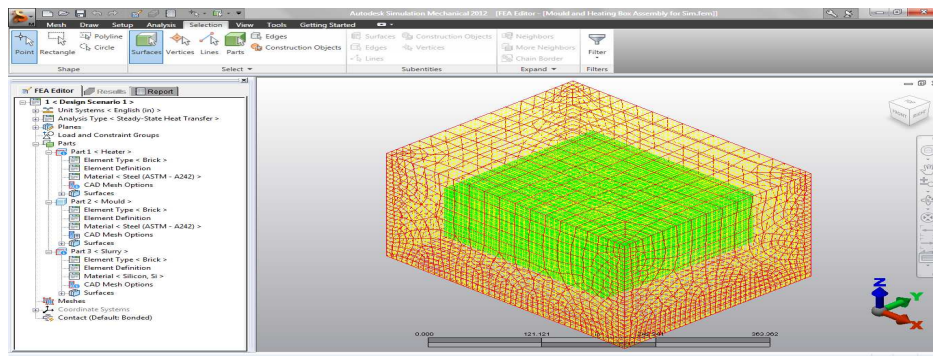 Autodesk Simulation Mechanical 2012 [FEA Editor - [Mould and Heating Box Assembly for Sim.fem]]
Mesh Draw Setup Analysis Selection View Tools Getting Started
Point Rectangle Polyline Circle Surfaces Vertices Lines Parts Edges Construction Objects Surfaces Construction Objects Edges Vertices Lines Neighbors More Neighbors Chain Border Filter
Shape Select Subentities Expand Filters
FEA Editor Results Report
1 < Design Scenario 1 >
Unit Systems < English (in) >
Analysis Type < Steady-State Heat Transfer >
Planes
Load and Constraint Groups
Parts
Part 1 < Heater >
Element Type < Brick >
Element Definition
Material < Steel (ASTM - A242) >
CAD Mesh Options
Surfaces
Part 2 < Mould >
Element Type < Brick >
Element Definition
Material < Steel (ASTM - A242) >
CAD Mesh Options
Surfaces
Part 3 < Slurry >
Element Type < Brick >
Element Definition
Material < Silicon, Si >
CAD Mesh Options
Surfaces
Meshes
Coordinate Systems
Contact (Default: Bonded)
0.000 121.121 363.362
Z
Y
X